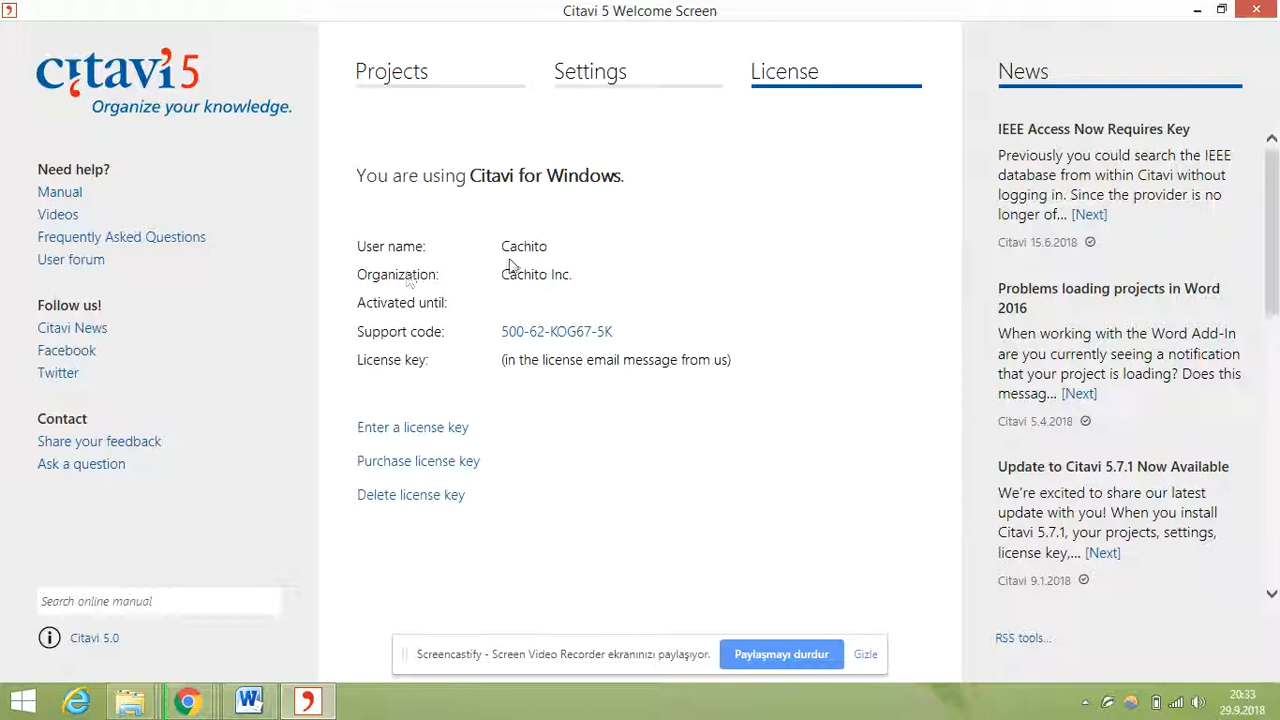 Citavi 5 Welcome Screen
citavi 5
Organize your knowledge.
Need help?
Manual
Videos
Frequently Asked Questions
User forum
Follow us!
Citavi News
Facebook
Twitter
Contact
Share your feedback
Ask a question
Search online manual
Citavi 5.0
Projects
Settings
License
You are using Citavi for Windows.
User name: Cachito
Organization: Cachito Inc.
Activated until:
Support code: 500-62-KOG67-5K
License key: (in the license email message from us)
Enter a license key
Purchase license key
Delete license key
News
IEEE Access Now Requires Key
Previously you could search the IEEE
database from within Citavi without
logging in. Since the provider is no
longer of... [Next]
Citavi 15.6.2018
Problems loading projects in Word
2016
When working with the Word Add-In
are you currently seeing a notification
that your project is loading? Does this
messag... [Next]
Citavi 5.4.2018
Update to Citavi 5.7.1 Now Available
We're excited to share our latest
update with you! When you install
Citavi 5.7.1, your projects, settings,
license key,... [Next]
Citavi 9.1.2018
RSS tools...
Screencastify - Screen Video Recorder ekranınızı paylaşıyor.
Paylaşmayı durdur
Gizle
20:33
29.9.2018